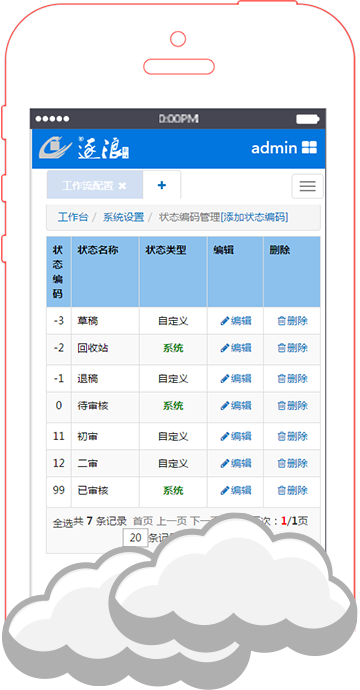 0:00PM
逐浪 admin
工作流配置 ✖ +
工作台 / 系统设置 / 状态编码管理[添加状态编码]
状态编码 状态名称 状态类型 编辑 删除
-3 草稿 自定义 编辑 删除
-2 回收站 系统 编辑 删除
-1 退稿 自定义 编辑 删除
0 待审核 系统 编辑 删除
11 初审 自定义 编辑 删除
12 二审 自定义 编辑 删除
99 已审核 系统 编辑 删除
全选共 7 条记录 首页 上一页 下一 次：1/1页
20 条记